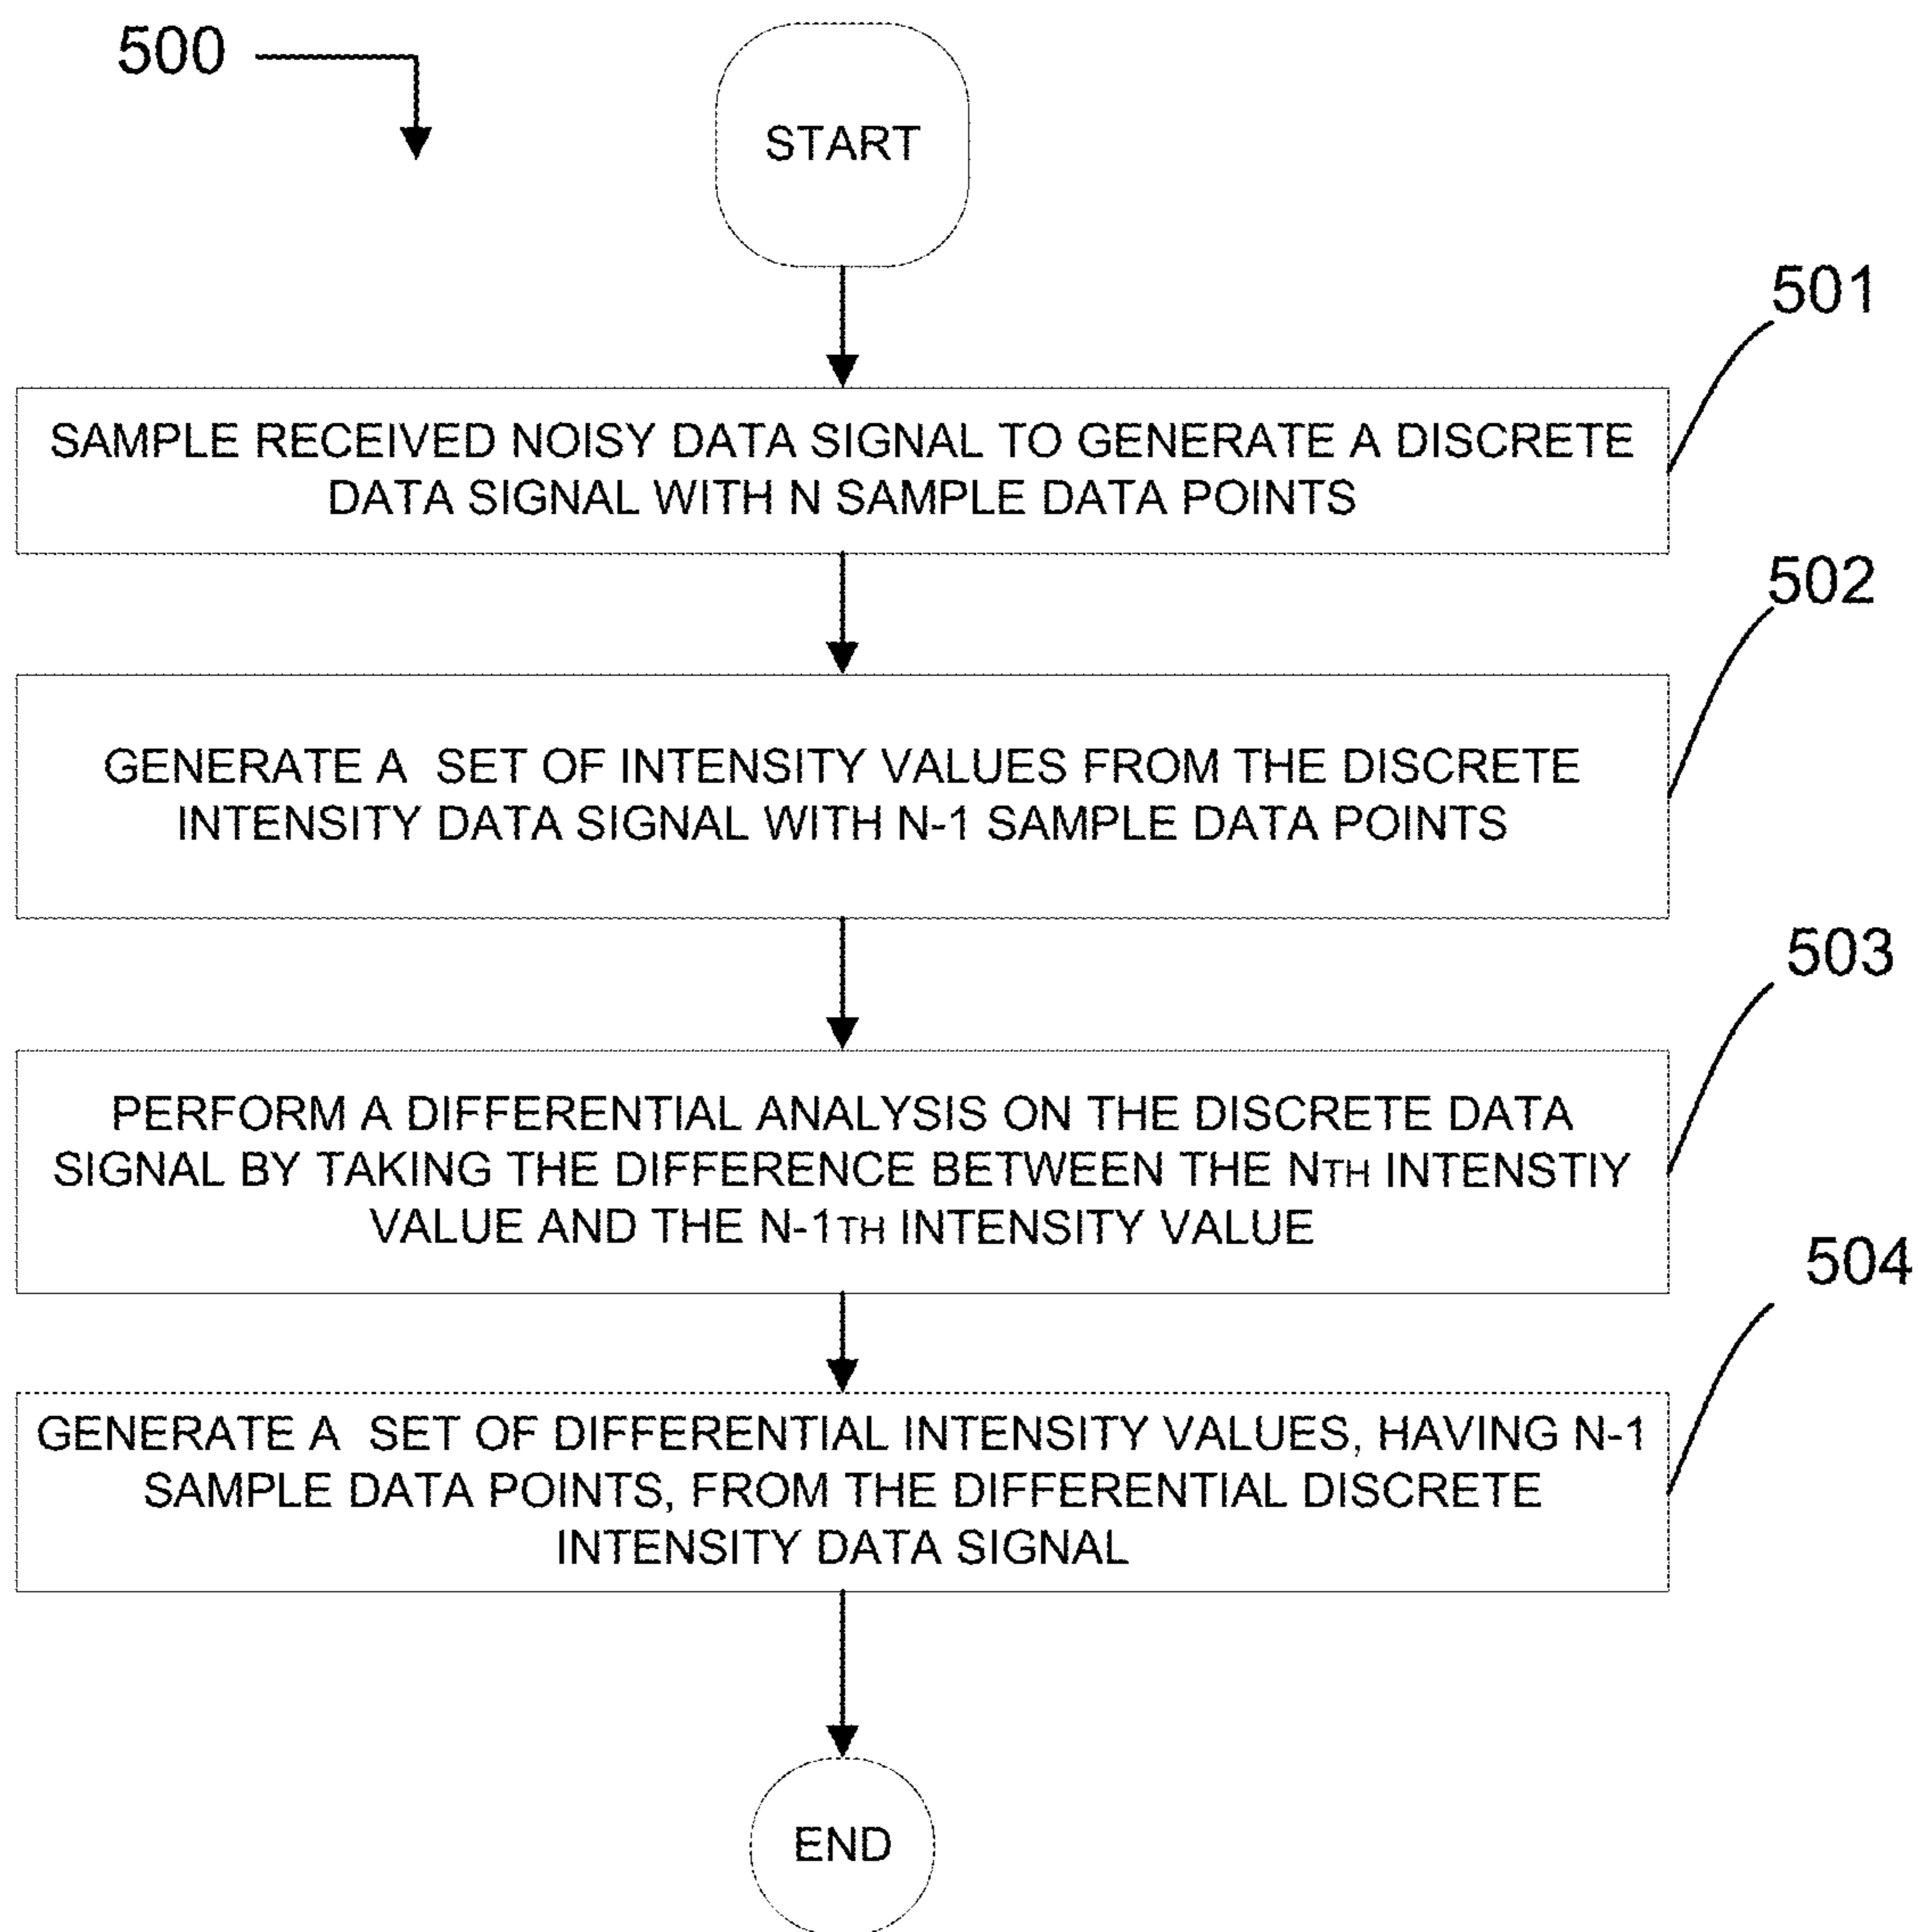 500
START
501
SAMPLE RECEIVED NOISY DATA SIGNAL TO GENERATE A DISCRETE
DATA SIGNAL WITH N SAMPLE DATA POINTS
502
GENERATE A SET OF INTENSITY VALUES FROM THE DISCRETE
INTENSITY DATA SIGNAL WITH N-1 SAMPLE DATA POINTS
503
PERFORM A DIFFERENTIAL ANALYSIS ON THE DISCRETE DATA
SIGNAL BY TAKING THE DIFFERENCE BETWEEN THE NTH INTENSTIY
VALUE AND THE N-1TH INTENSITY VALUE
504
GENERATE A SET OF DIFFERENTIAL INTENSITY VALUES, HAVING N-1
SAMPLE DATA POINTS, FROM THE DIFFERENTIAL DISCRETE
INTENSITY DATA SIGNAL
END